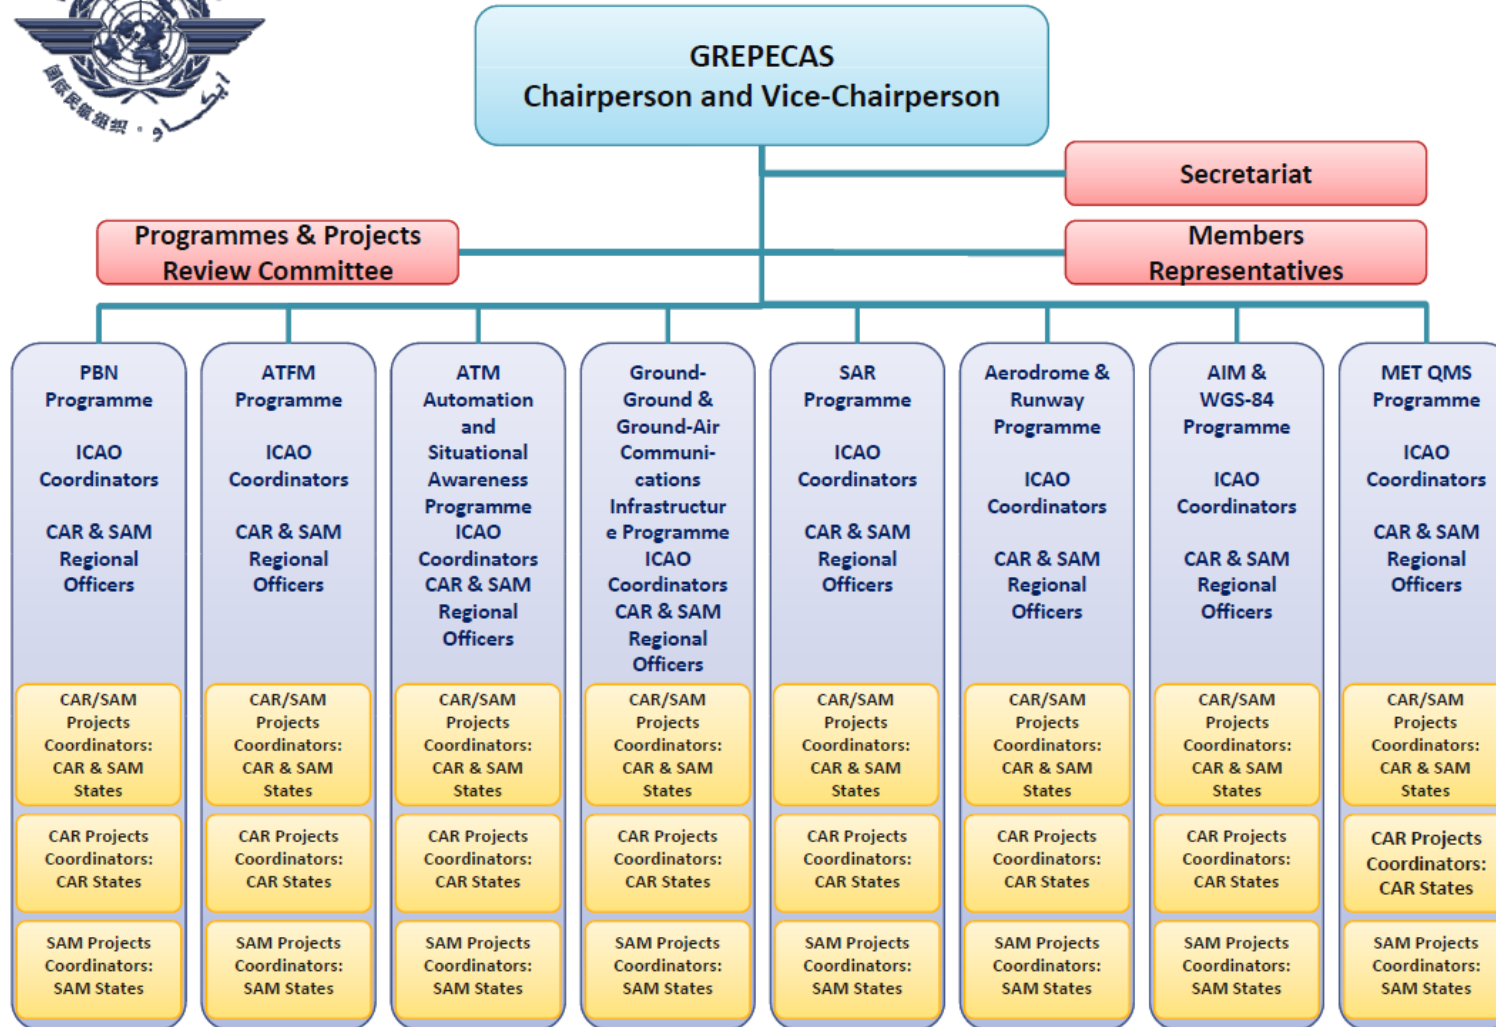 国际民航组织
ايكاو
GREPECAS
Chairperson and Vice-Chairperson
Secretariat
Programmes & Projects
Review Committee
Members
Representatives
PBN
Programme
ICAO
Coordinators
CAR & SAM
Regional
Officers
CAR/SAM
Projects
Coordinators:
CAR & SAM
States
CAR Projects
Coordinators:
CAR States
SAM Projects
Coordinators:
SAM States
ATFM
Programme
ICAO
Coordinators
CAR & SAM
Regional
Officers
CAR/SAM
Projects
Coordinators:
CAR & SAM
States
CAR Projects
Coordinators:
CAR States
SAM Projects
Coordinators:
SAM States
ATM
Automation
and
Situational
Awareness
Programme
ICAO
Coordinators
CAR & SAM
Regional
Officers
CAR/SAM
Projects
Coordinators:
CAR & SAM
States
CAR Projects
Coordinators:
CAR States
SAM Projects
Coordinators:
SAM States
Ground-
Ground &
Ground-Air
Communi-
cations
Infrastructur
e Programme
ICAO
Coordinators
CAR & SAM
Regional
Officers
CAR/SAM
Projects
Coordinators:
CAR & SAM
States
CAR Projects
Coordinators:
CAR States
SAM Projects
Coordinators:
SAM States
SAR
Programme
ICAO
Coordinators
CAR & SAM
Regional
Officers
CAR/SAM
Projects
Coordinators:
CAR & SAM
States
CAR Projects
Coordinators:
CAR States
SAM Projects
Coordinators:
SAM States
Aerodrome &
Runway
Programme
ICAO
Coordinators
CAR & SAM
Regional
Officers
CAR/SAM
Projects
Coordinators:
CAR & SAM
States
CAR Projects
Coordinators:
CAR States
SAM Projects
Coordinators:
SAM States
AIM &
WGS-84
Programme
ICAO
Coordinators
CAR & SAM
Regional
Officers
CAR/SAM
Projects
Coordinators:
CAR & SAM
States
CAR Projects
Coordinators:
CAR States
SAM Projects
Coordinators:
SAM States
MET QMS
Programme
ICAO
Coordinators
CAR & SAM
Regional
Officers
CAR/SAM
Projects
Coordinators:
CAR & SAM
States
CAR Projects
Coordinators:
CAR States
SAM Projects
Coordinators:
SAM States